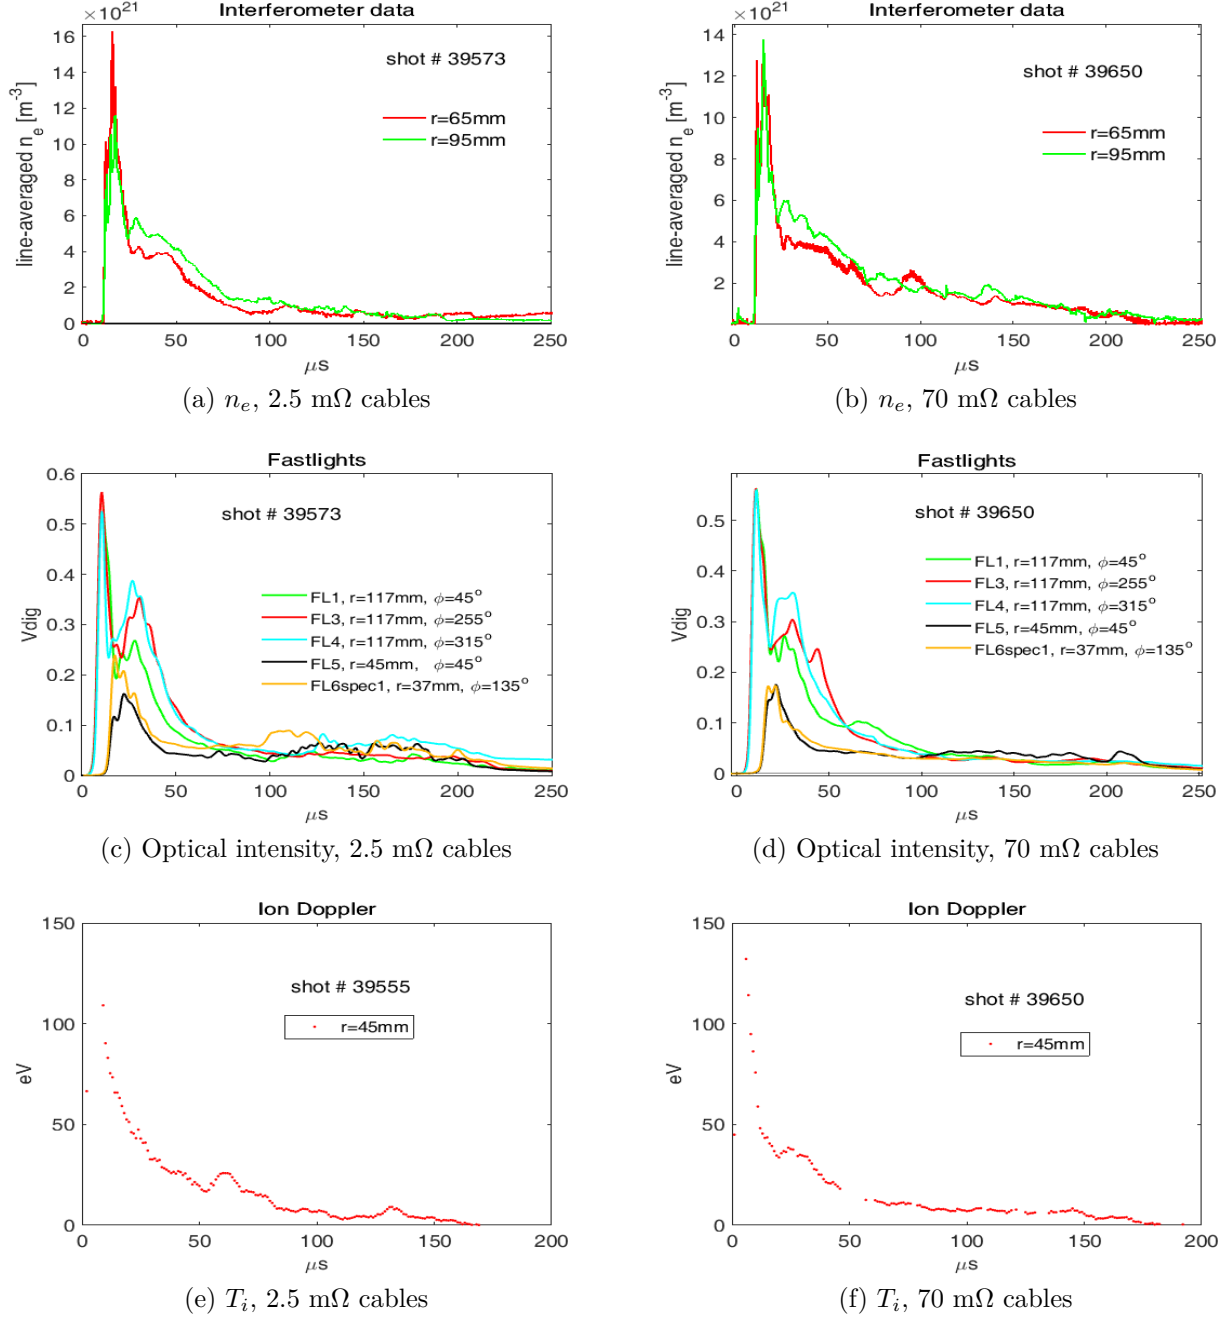 Interferometer data
×10²¹
shot # 39573
r=65mm
r=95mm
line-averaged nₑ [m⁻³]
16
14
12
10
8
6
4
2
0
0 50 100 150 200 250
μs
(a) nₑ, 2.5 mΩ cables
Interferometer data
×10²¹
shot # 39650
r=65mm
r=95mm
line-averaged nₑ [m⁻³]
14
12
10
8
6
4
2
0 50 100 150 200 250
μs
(b) nₑ, 70 mΩ cables
Fastlights
shot # 39573
FL1, r=117mm, ϕ=45°
FL3, r=117mm, ϕ=255°
FL4, r=117mm, ϕ=315°
FL5, r=45mm, ϕ=45°
FL6spec1, r=37mm, ϕ=135°
Vdig
0.6
0.5
0.4
0.3
0.2
0.1
0
0 50 100 150 200 250
μs
(c) Optical intensity, 2.5 mΩ cables
Fastlights
shot # 39650
FL1, r=117mm, ϕ=45°
FL3, r=117mm, ϕ=255°
FL4, r=117mm, ϕ=315°
FL5, r=45mm, ϕ=45°
FL6spec1, r=37mm, ϕ=135°
Vdig
0.5
0.4
0.3
0.2
0.1
0
0 50 100 150 200 250
μs
(d) Optical intensity, 70 mΩ cables
Ion Doppler
shot # 39555
r=45mm
eV
150
100
50
0
0 50 100 150 200
μs
(e) Tᵢ, 2.5 mΩ cables
Ion Doppler
shot # 39650
r=45mm
eV
150
100
50
0
0 50 100 150 200
μs
(f) Tᵢ, 70 mΩ cables